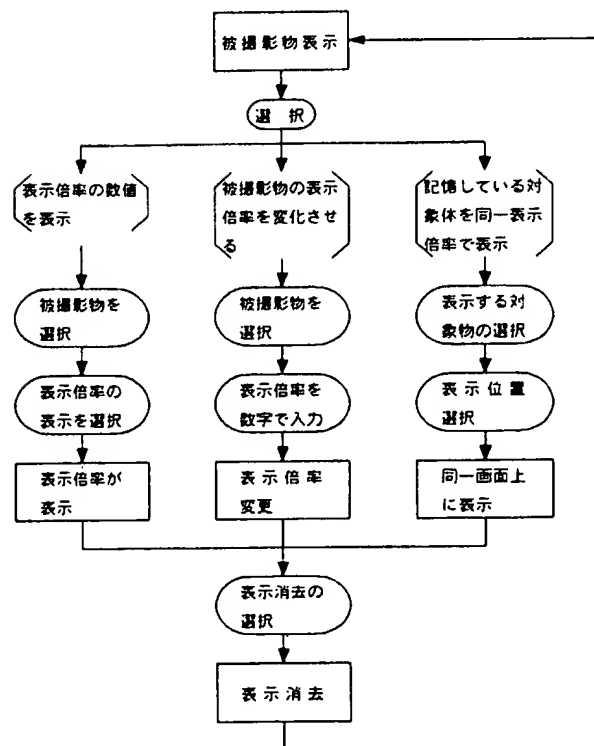 被撮影物表示
選択
表示倍率の数値
を表示
被撮影物の表示
倍率を変化させ
る
記憶している対
象体を同一表示
倍率で表示
被撮影物を
選択
被撮影物を
選択
表示する対
象物の選択
表示倍率の
表示を選択
表示倍率を
数字で入力
表示位置
選択
表示倍率が
表示
表示倍率
変更
同一画面上
に表示
表示消去の
選択
表示消去